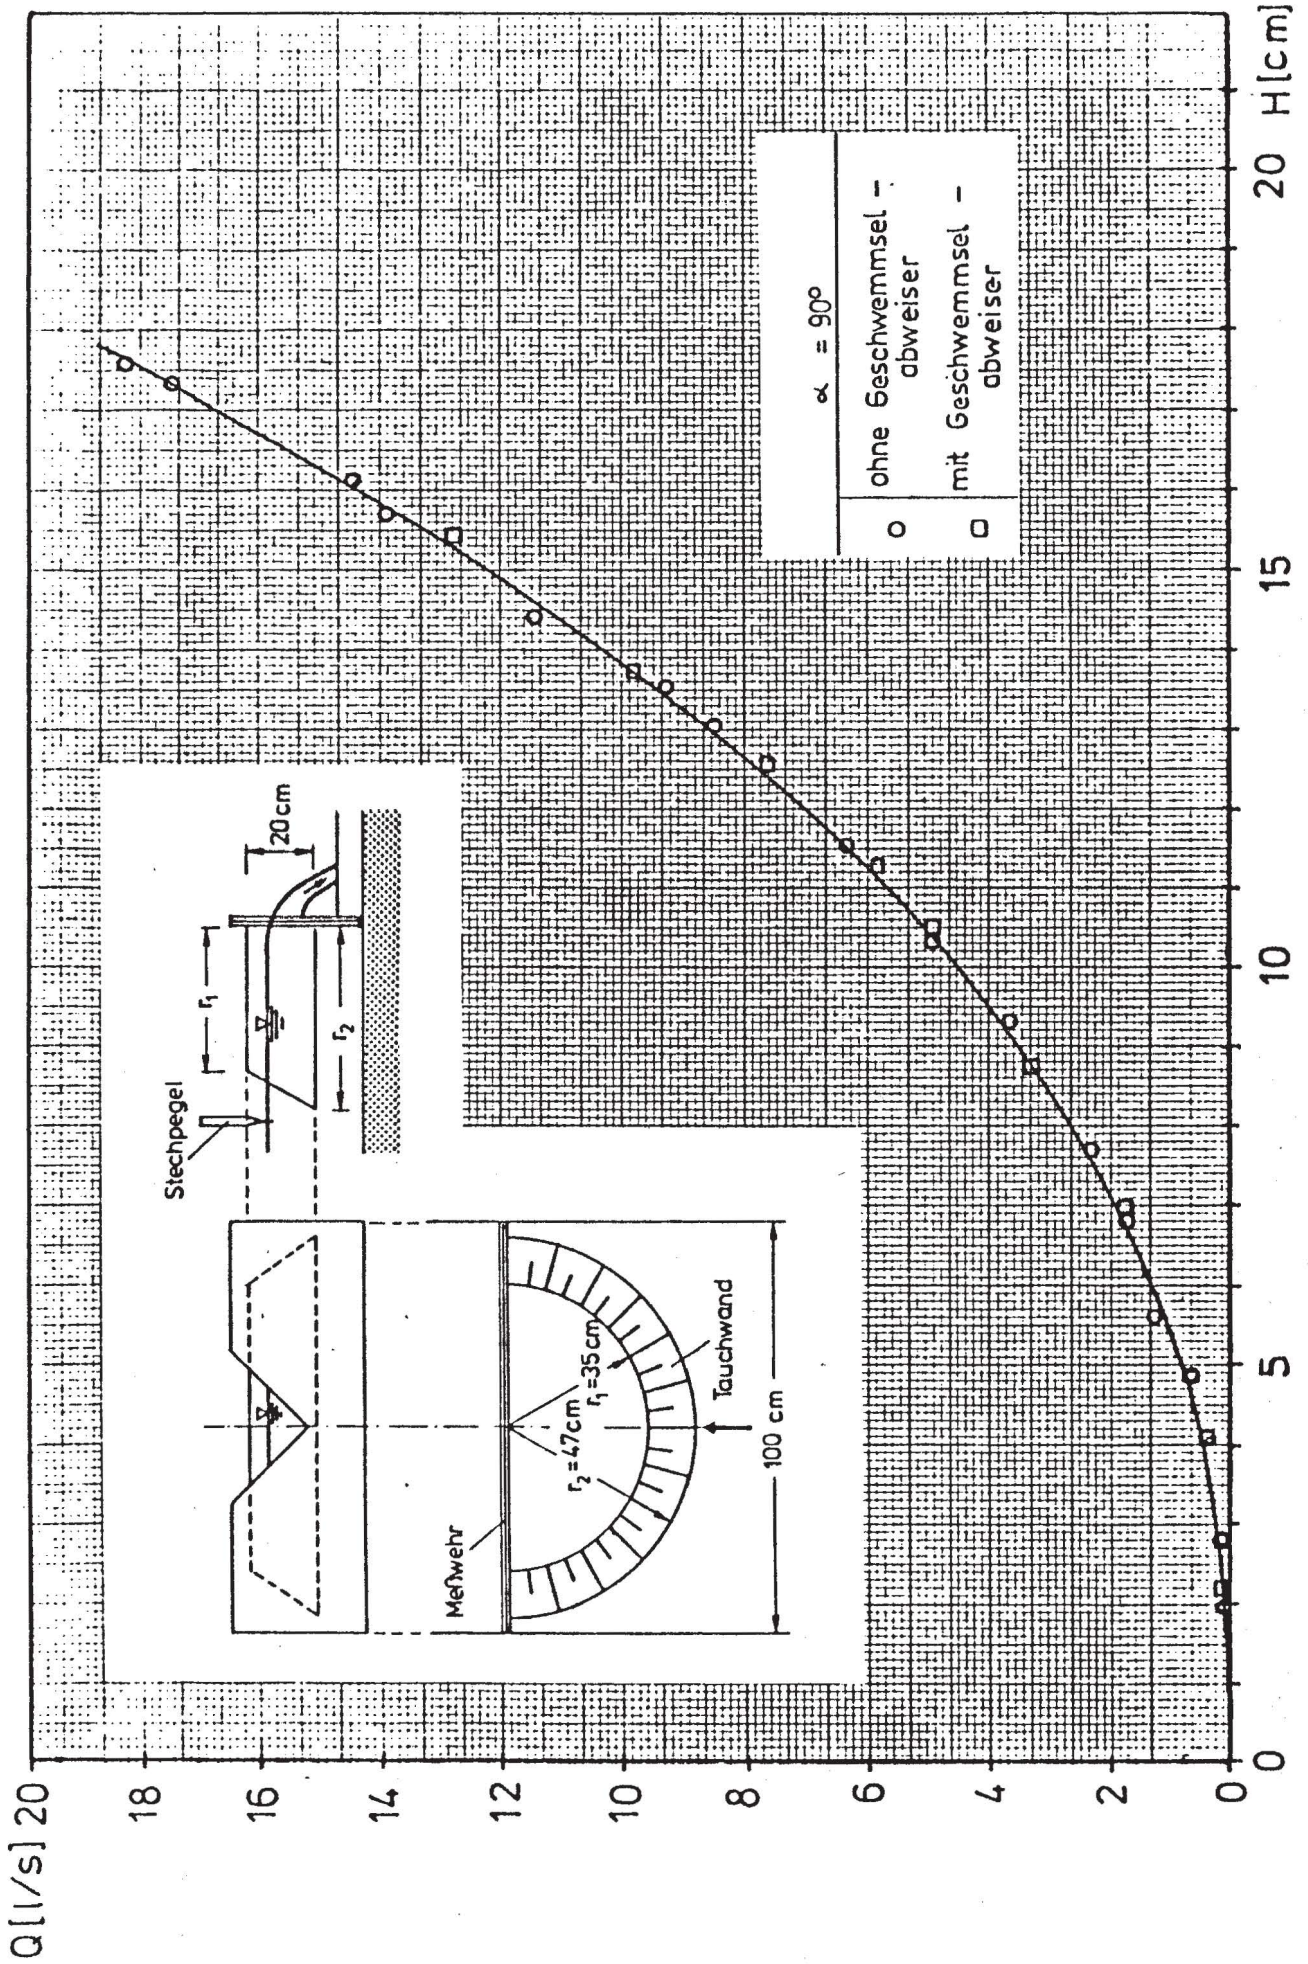 Q[l/s]
20
18
16
14
12
10
8
6
4
2
0
0
5
10
15
20
H[cm]
Stechpegel
r₁
r₂
20cm
Meßwehr
r₂=47cm
r₁=35cm
Tauchwand
100 cm
α = 90°
ohne Geschwemmsel –
abweiser
mit Geschwemmsel –
abweiser